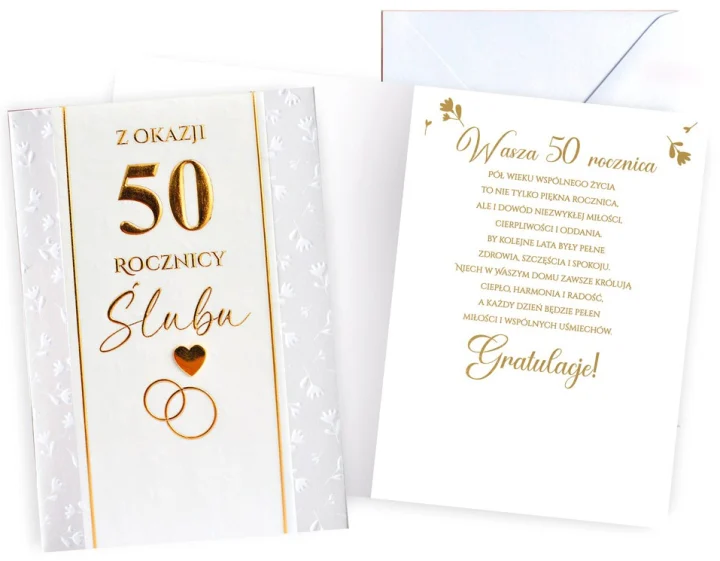 Z OKAZJI
50
ROCZNICY
Ślubu
Wasza 50 rocznica
PÓŁ WIEKU WSPÓLNEGO ŻYCIA
TO NIE TYLKO PIĘKNA ROCZNICA,
ALE I DOWÓD NIEZWYKŁEJ MIŁOŚCI,
CIERPLIWOŚCI I ODDANIA.
BY KOLEJNE LATA BYŁY PEŁNE
ZDROWIA, SZCZĘŚCIA I SPOKOJU.
NIECH W WASZYM DOMU ZAWSZE KRÓLUJĄ
CIEPŁO, HARMONIA I RADOŚĆ,
A KAŻDY DZIEŃ BĘDZIE PEŁEN
MIŁOŚCI I WSPÓLNYCH UŚMIECHÓW.
Gratulacje!